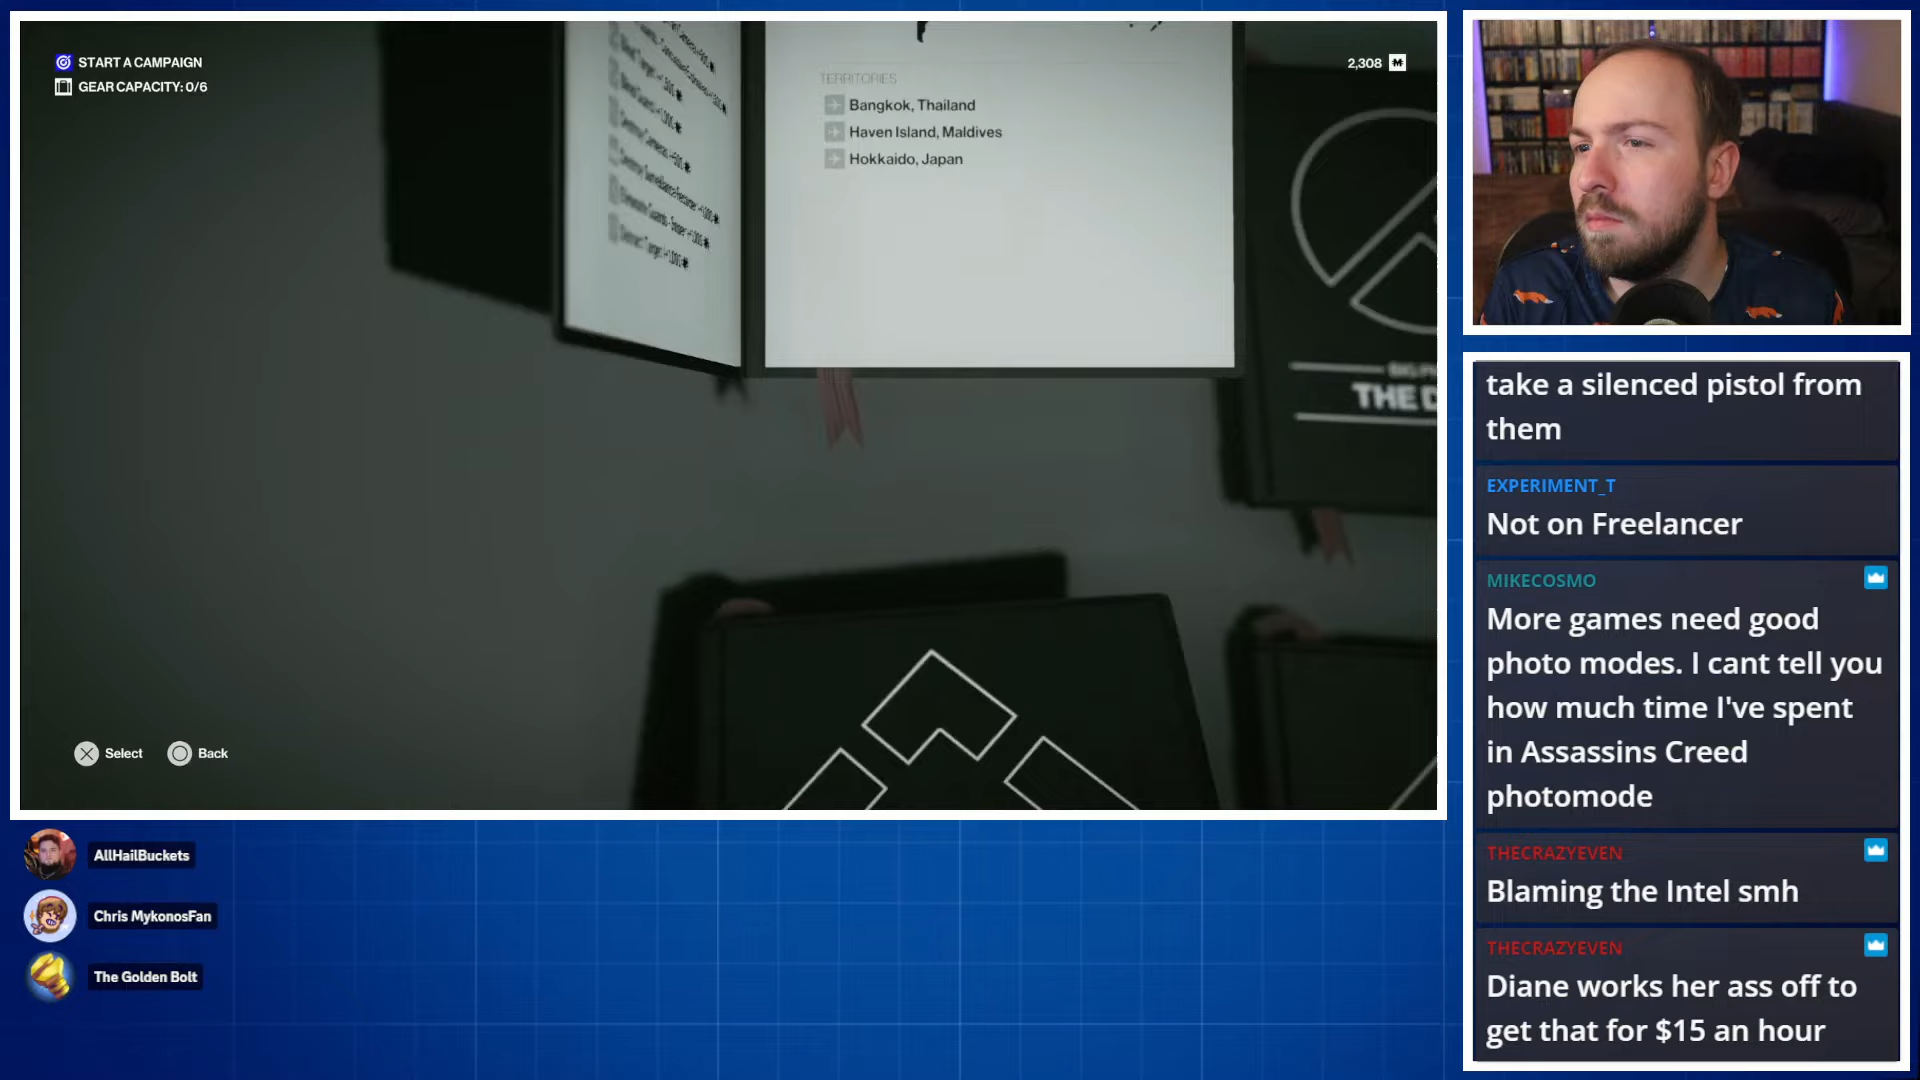 START A CAMPAIGN
GEAR CAPACITY: 0/6
2,308
TERRITORIES
Bangkok, Thailand
Haven Island, Maldives
Hokkaido, Japan
THE
Select
Back
AllHailBuckets
Chris MykonosFan
The Golden Bolt
take a silenced pistol from
them
EXPERIMENT_T
Not on Freelancer
MIKECOSMO
More games need good
photo modes. I cant tell you
how much time I've spent
in Assassins Creed
photomode
THECRAZYEVEN
Blaming the Intel smh
THECRAZYEVEN
Diane works her ass off to
get that for $15 an hour